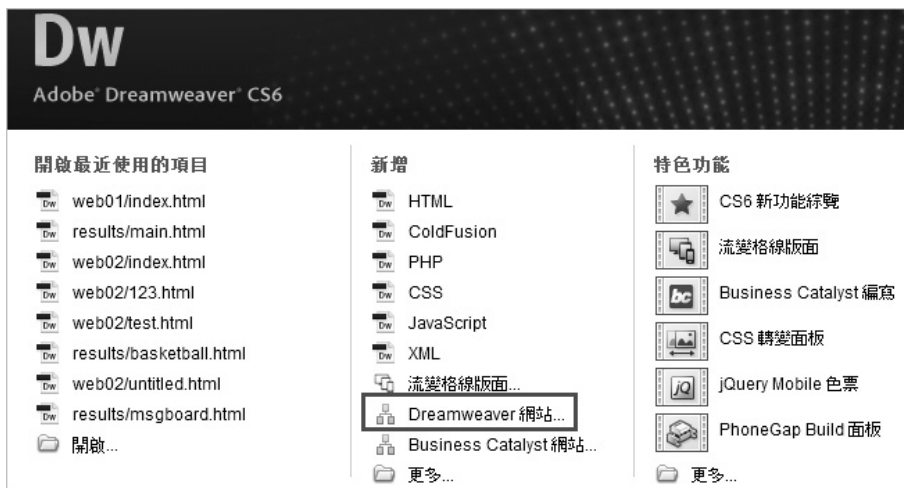 Dw
Adobe® Dreamweaver® CS6
開啟最近使用的項目
web01/index.html
results/main.html
web02/index.html
web02/123.html
web02/test.html
results/basketball.html
web02/untitled.html
results/msgboard.html
開啟...
新增
HTML
ColdFusion
PHP
CSS
JavaScript
XML
流變格線版面...
Dreamweaver 網站...
Business Catalyst 網站...
更多...
特色功能
CS6 新功能綜覽
流變格線版面
bc
Business Catalyst 編寫
CSS 轉變面板
jQ
jQuery Mobile 色票
PhoneGap Build 面板
更多...